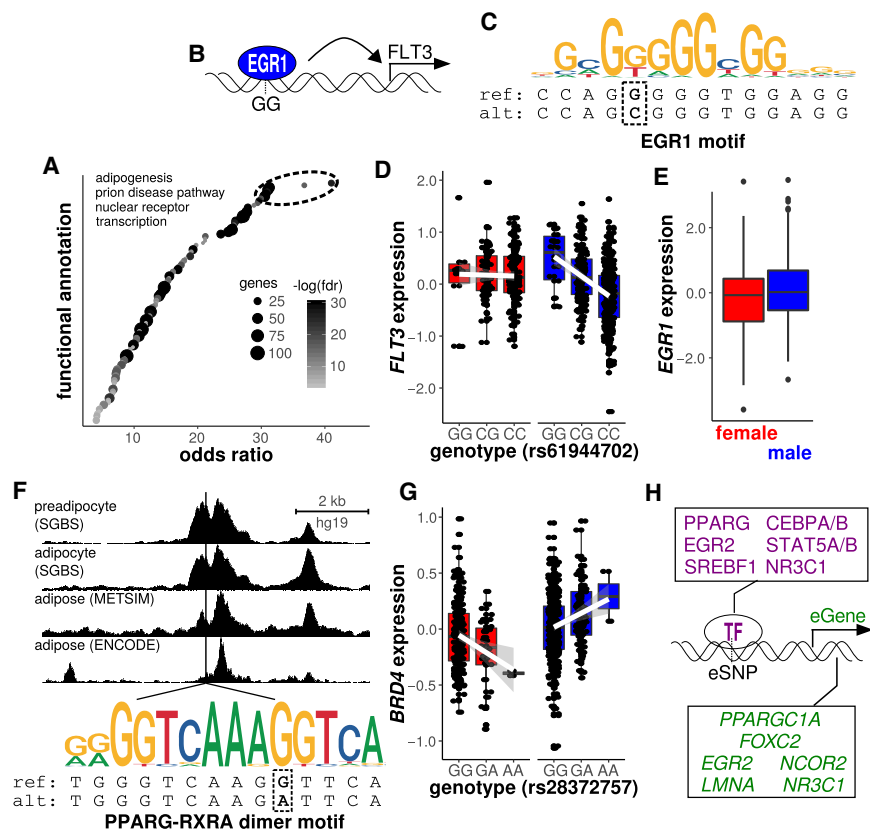 B
EGR1
FLT3
GG
C
ref: C C A G G G G G T G G A G G
alt: C C A G C G G G T G G A G G
EGR1 motif
A
adipogenesis
prion disease pathway
nuclear receptor
transcription
functional annotation
genes
25
50
75
100
-log(fdr)
30
20
10
10 20 30 40
odds ratio
D
2.0
1.0
0.0
−1.0
−2.0
FLT3 expression
GG CG CC GG CG CC
genotype (rs61944702)
E
2.0
0.0
−2.0
EGR1 expression
female
male
F
preadipocyte
(SGBS)
2 kb
hg19
adipocyte
(SGBS)
adipose (METSIM)
adipose (ENCODE)
GGGGTCAAAGGTCA
AA
ref: T G G G T C A A G G T T C A
alt: T G G G T C A A G A T T C A
PPARG-RXRA dimer motif
G
1.0
0.5
0.0
−0.5
−1.0
BRD4 expression
GG GA AA GG GA AA
genotype (rs28372757)
H
PPARG CEBPA/B
EGR2 STAT5A/B
SREBF1 NR3C1
TF
eGene
eSNP
PPARGC1A
FOXC2
EGR2 NCOR2
LMNA NR3C1